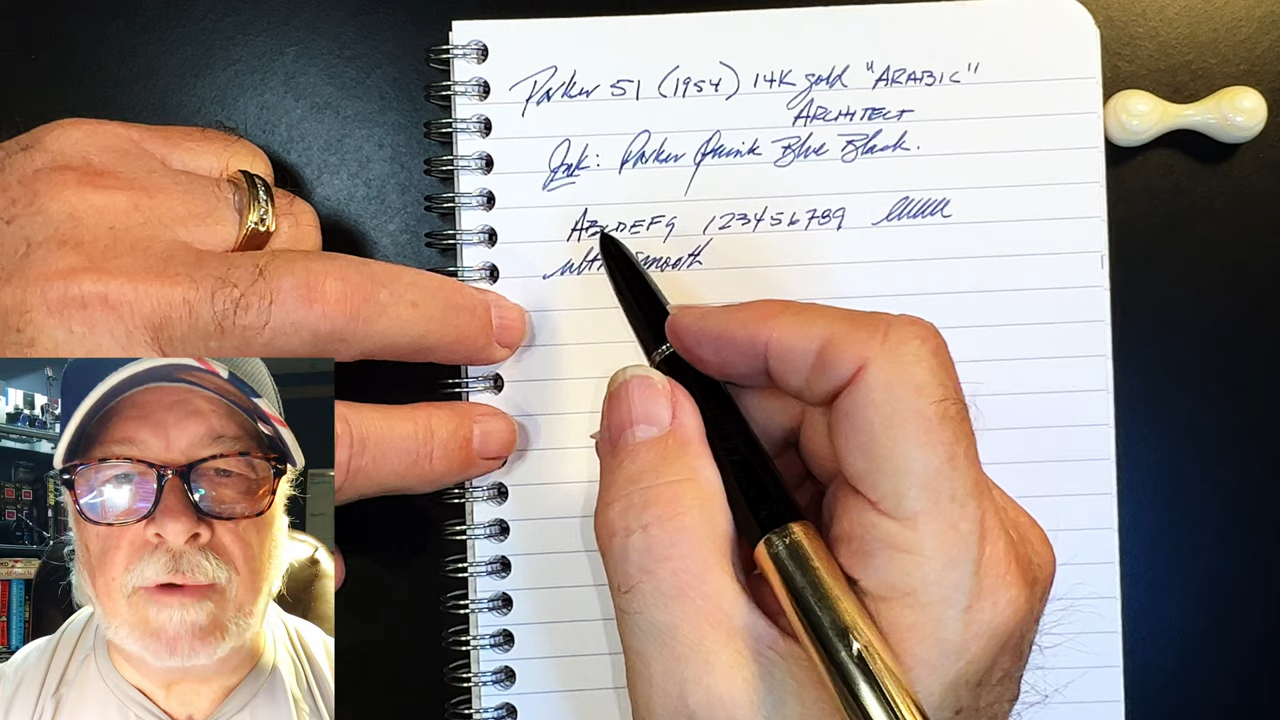 Parker 51 (1954) 14K gold "ARABIC"
ARCHITECT
Ink: Parker Quink Blue Black.
ABCDEFG 123456789
smooth